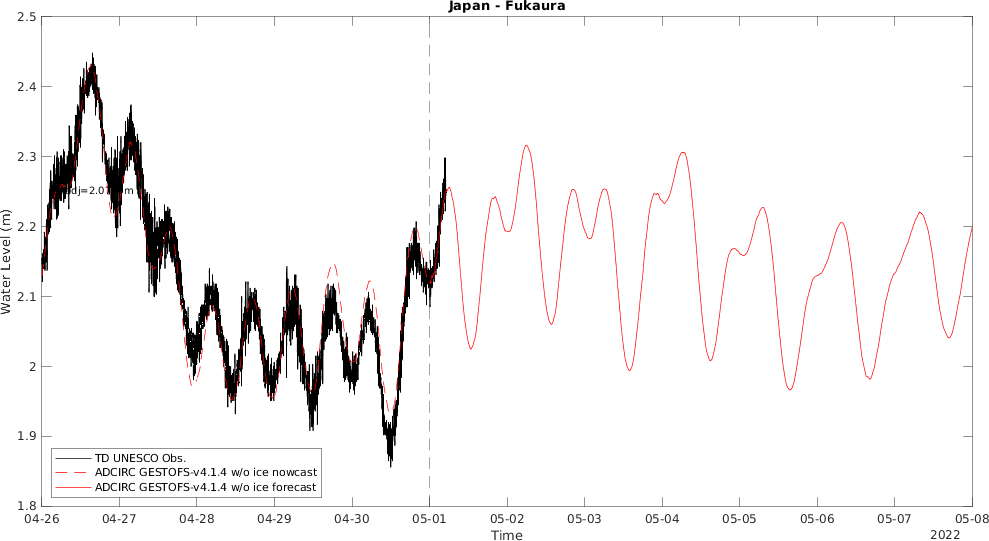 Japan - Fukaura
2.5
2.4
2.3
2.2
2.1
2
1.9
1.8
Water Level (m)
TD UNESCO Obs.
ADCIRC GESTOFS-v4.1.4 w/o ice nowcast
ADCIRC GESTOFS-v4.1.4 w/o ice forecast
04-26 04-27 04-28 04-29 04-30 05-01 05-02 05-03 05-04 05-05 05-06 05-07 05-08
Time
2022